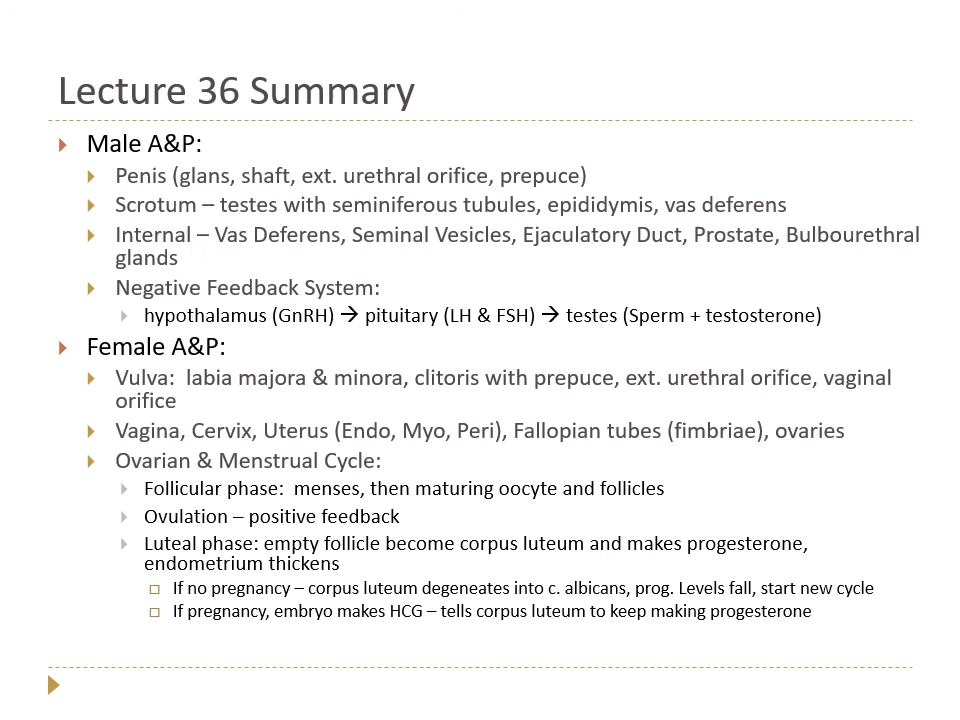 Lecture 36 Summary
Male A&P:
Penis (glans, shaft, ext. urethral orifice, prepuce)
Scrotum – testes with seminiferous tubules, epididymis, vas deferens
Internal – Vas Deferens, Seminal Vesicles, Ejaculatory Duct, Prostate, Bulbourethral
glands
Negative Feedback System:
hypothalamus (GnRH) → pituitary (LH & FSH) → testes (Sperm + testosterone)
Female A&P:
Vulva:  labia majora & minora, clitoris with prepuce, ext. urethral orifice, vaginal
orifice
Vagina, Cervix, Uterus (Endo, Myo, Peri), Fallopian tubes (fimbriae), ovaries
Ovarian & Menstrual Cycle:
Follicular phase:  menses, then maturing oocyte and follicles
Ovulation – positive feedback
Luteal phase: empty follicle become corpus luteum and makes progesterone,
endometrium thickens
If no pregnancy – corpus luteum degeneates into c. albicans, prog. Levels fall, start new cycle
If pregnancy, embryo makes HCG – tells corpus luteum to keep making progesterone